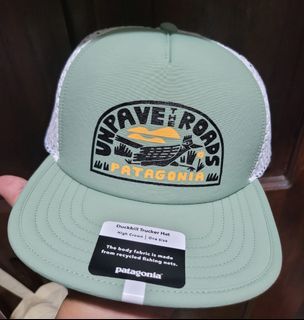 UNPAVE THE ROADS
PATAGONIA
Duckbill Trucker Hat
High Crown | One Size
The body fabric is made
from recycled fishing nets.
patagonia